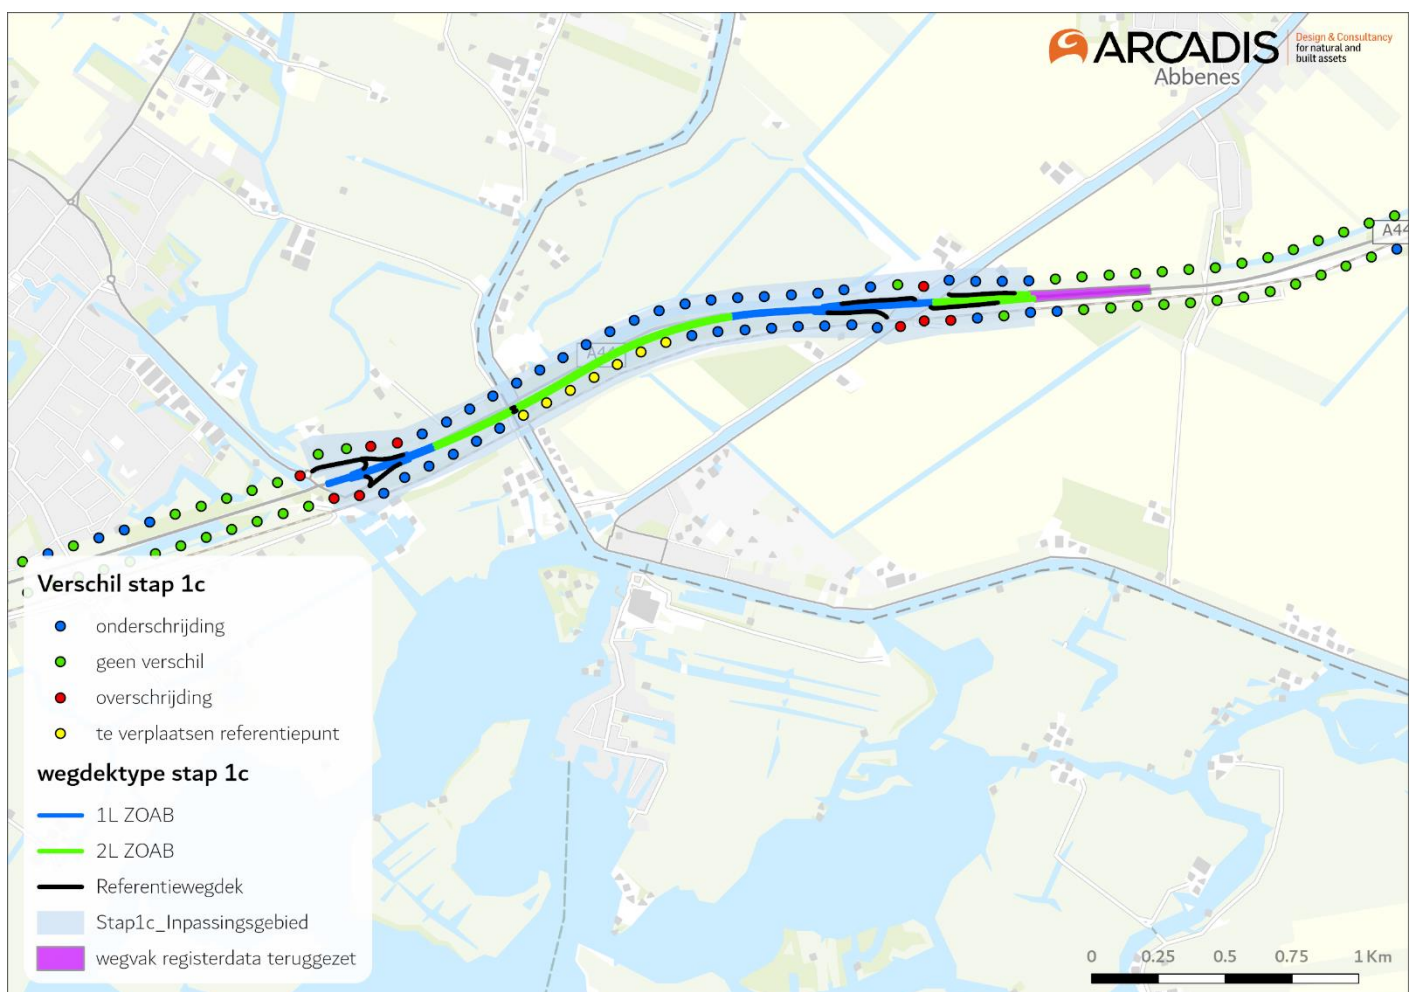 ARCADIS
Design & Consultancy
for natural and
built assets
Abbenes
A44
A44
Verschil stap 1c
onderschrijding
geen verschil
overschrijding
te verplaatsen referentiepunt
wegdektype stap 1c
1L ZOAB
2L ZOAB
Referentiewegdek
Stap1c_Inpassingsgebied
wegvak registerdata teruggezet
0 0.25 0.5 0.75 1 Km